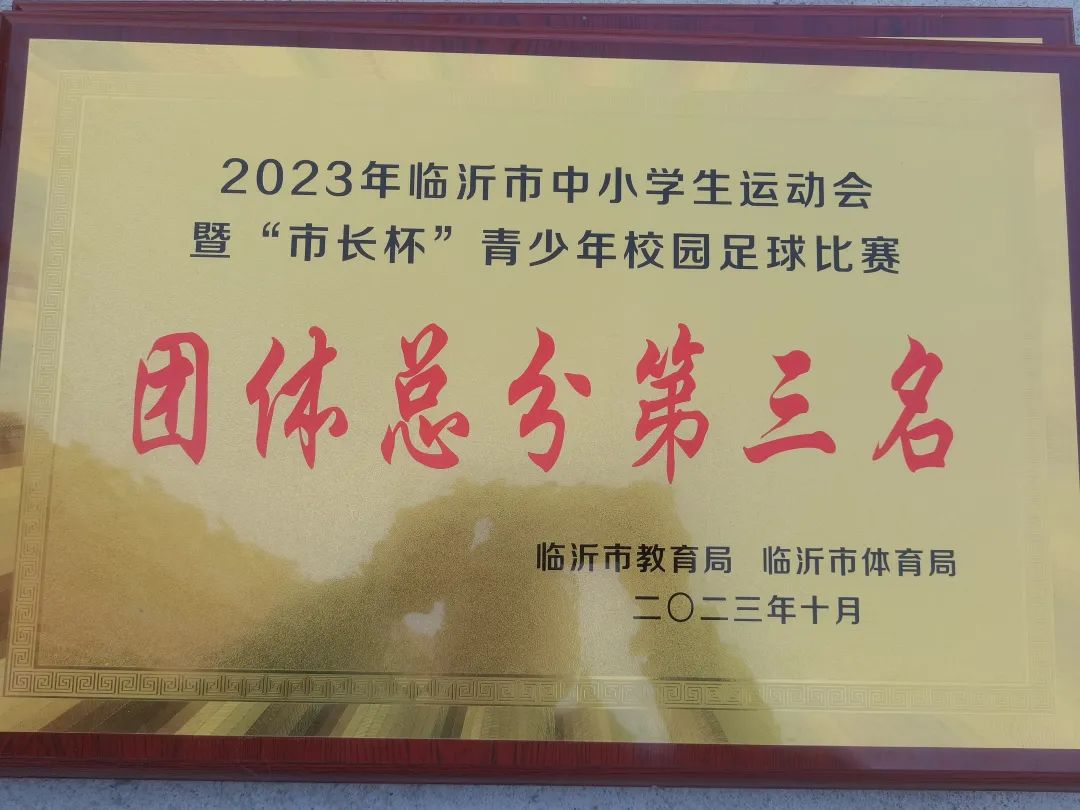 2023年临沂市中小学生运动会
暨“市长杯”青少年校园足球比赛
团体总分第三名
临沂市教育局 临沂市体育局
二〇二三年十月